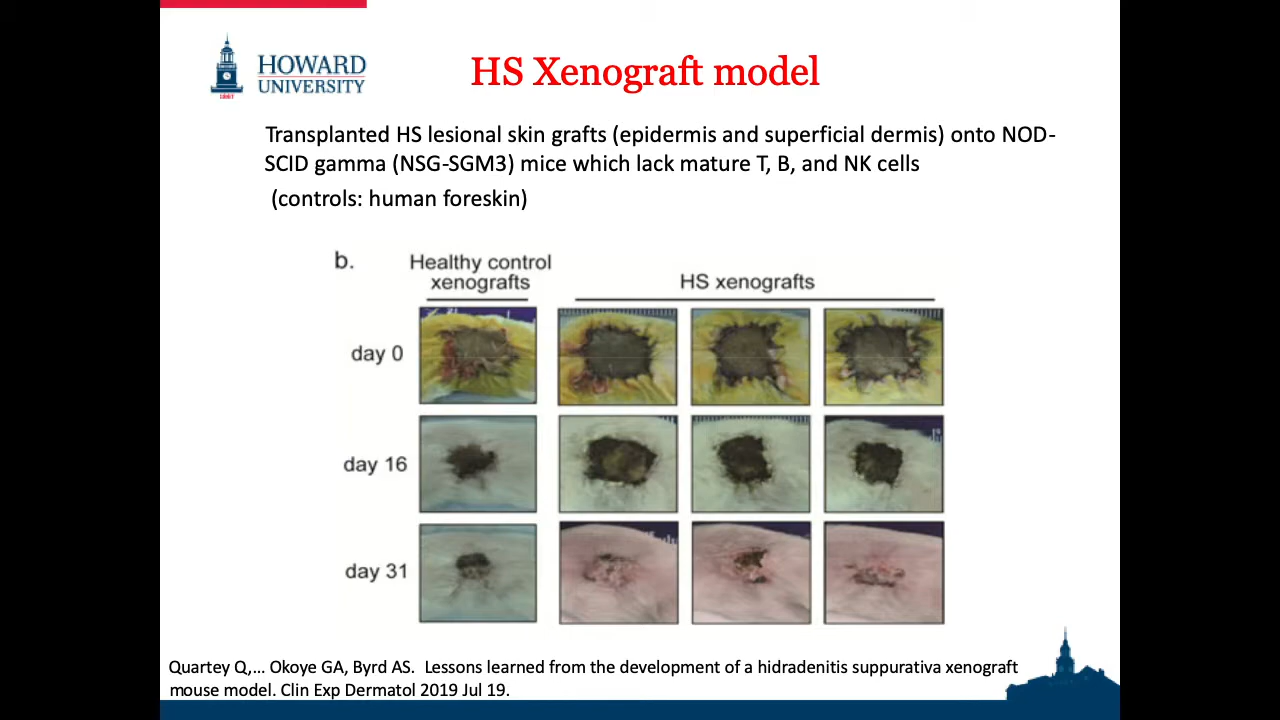 HOWARD
UNIVERSITY
HS Xenograft model
Transplanted HS lesional skin grafts (epidermis and superficial dermis) onto NOD-
SCID gamma (NSG-SGM3) mice which lack mature T, B, and NK cells
(controls: human foreskin)
b.
Healthy control
xenografts
HS xenografts
day 0
day 16
day 31
Quartey Q,... Okoye GA, Byrd AS. Lessons learned from the development of a hidradenitis suppurativa xenograft
mouse model. Clin Exp Dermatol 2019 Jul 19.